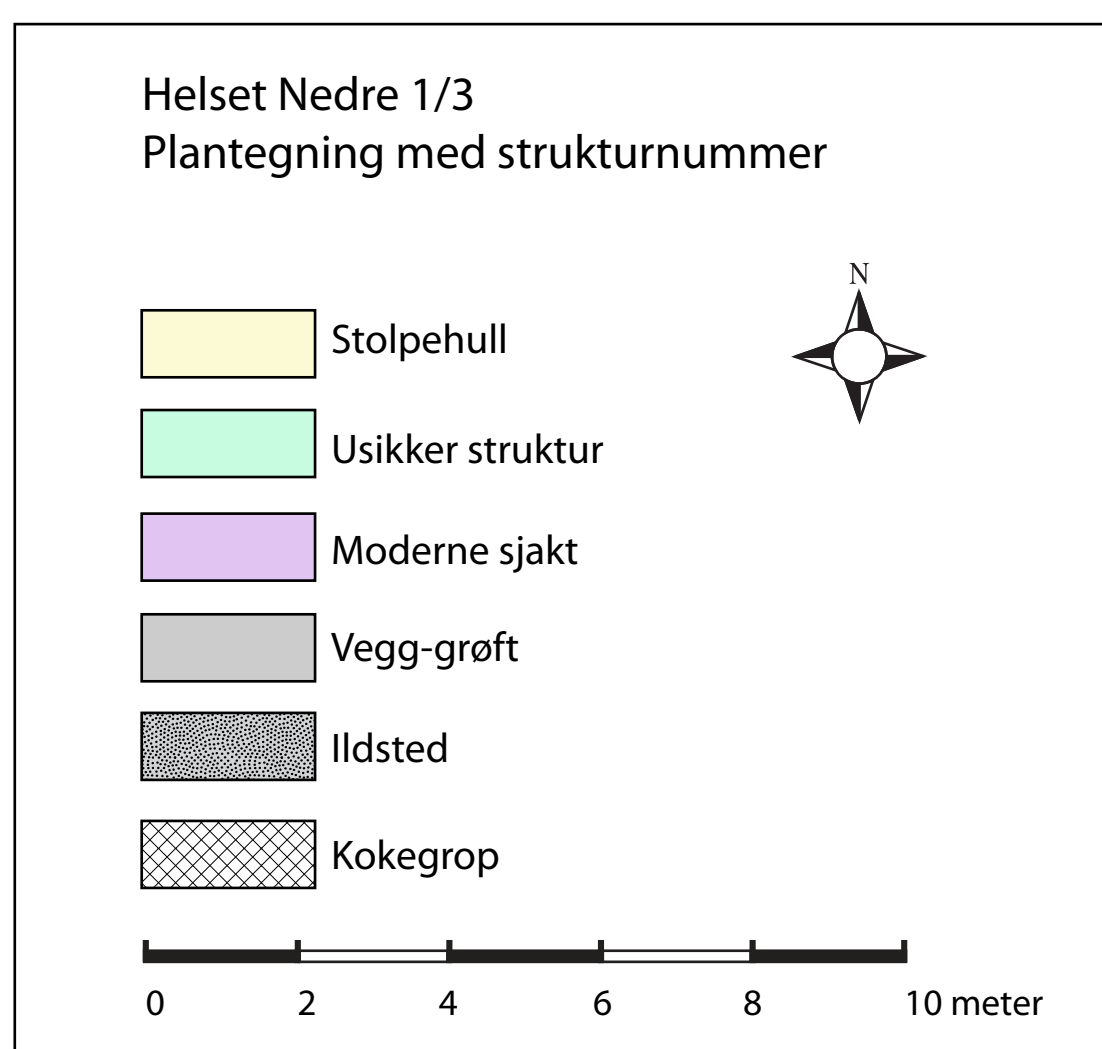 Helset Nedre 1/3
Plantegning med strukturnummer
N
Stolpehull
Usikker struktur
Moderne sjakt
Vegg-grøft
Ildsted
Kokegrop
0 2 4 6 8 10 meter